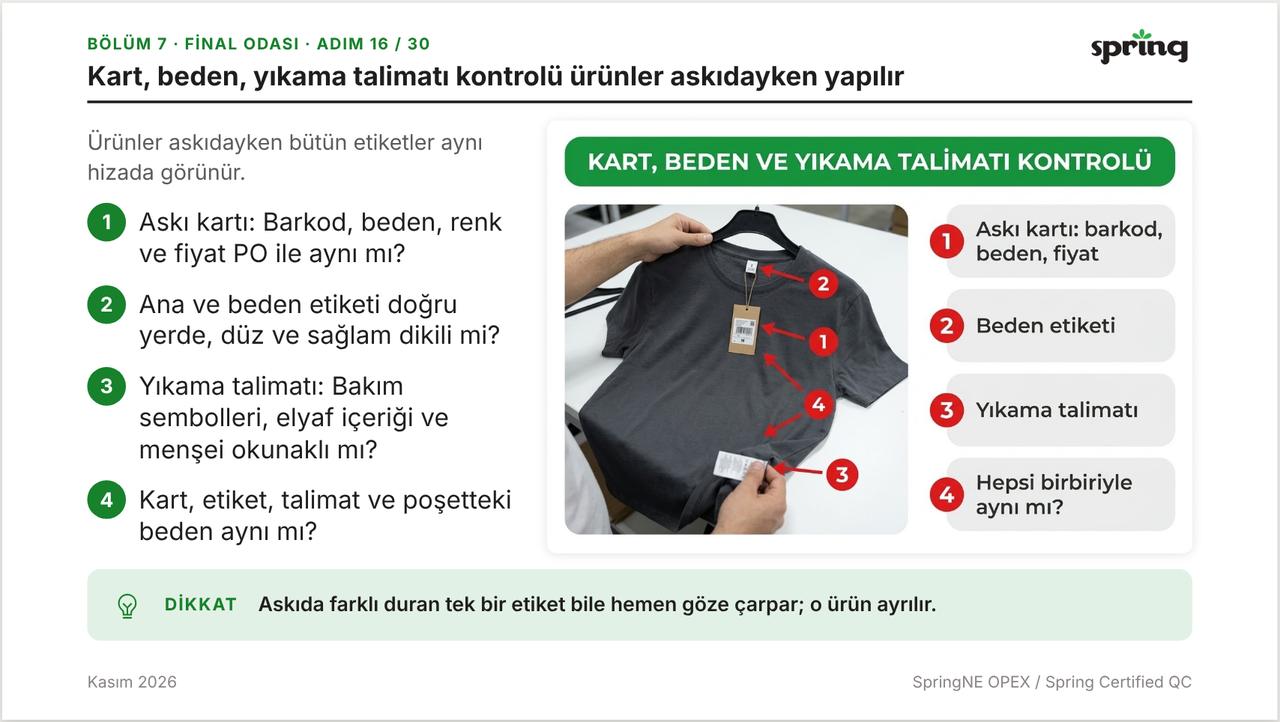 BÖLÜM 7 · FİNAL ODASI · ADIM 16 / 30
spring
Kart, beden, yıkama talimatı kontrolü ürünler askıdayken yapılır
Ürünler askıdayken bütün etiketler aynı
hizada görünür.
1 Askı kartı: Barkod, beden, renk
ve fiyat PO ile aynı mı?
2 Ana ve beden etiketi doğru
yerde, düz ve sağlam dikili mi?
3 Yıkama talimatı: Bakım
sembolleri, elyaf içeriği ve
menşei okunaklı mı?
4 Kart, etiket, talimat ve poşetteki
beden aynı mı?
KART, BEDEN VE YIKAMA TALİMATI KONTROLÜ
2
1
4
3
1 Askı kartı: barkod,
beden, fiyat
2 Beden etiketi
3 Yıkama talimatı
4 Hepsi birbiriyle
aynı mı?
DİKKAT Askıda farklı duran tek bir etiket bile hemen göze çarpar; o ürün ayrılır.
Kasım 2026
SpringNE OPEX / Spring Certified QC